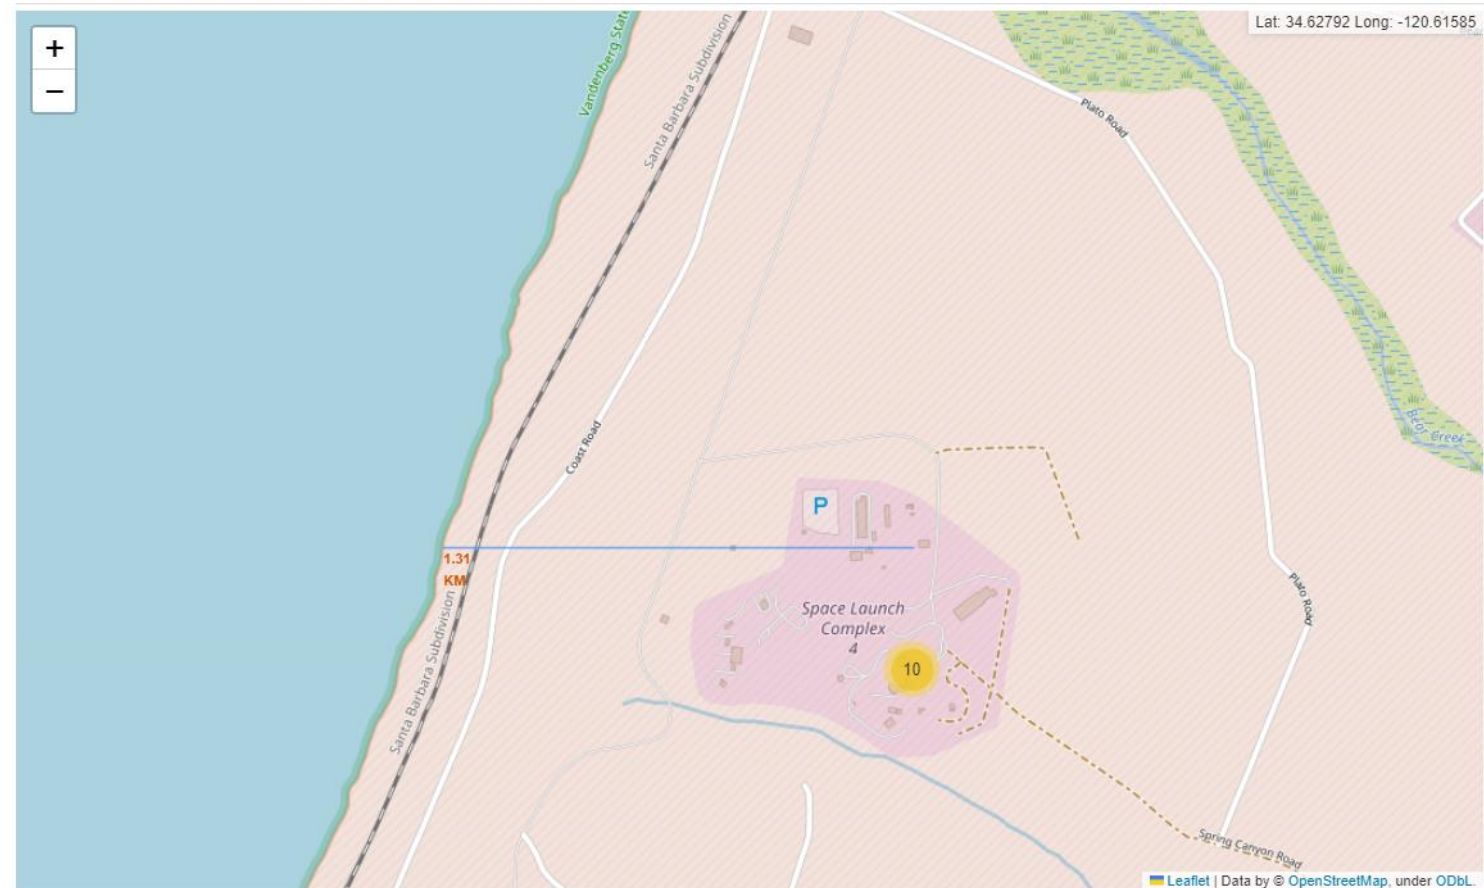 +
−
Lat: 34.62792 Long: -120.61585
Vandenberg State
Santa Barbara Subdivision
Plato Road
Coast Road
Bear Creek
P
1.31
KM
Plato Road
Space Launch
Complex
4
10
Santa Barbara Subdivision
Spring Canyon Road
Leaflet | Data by © OpenStreetMap, under ODbL.